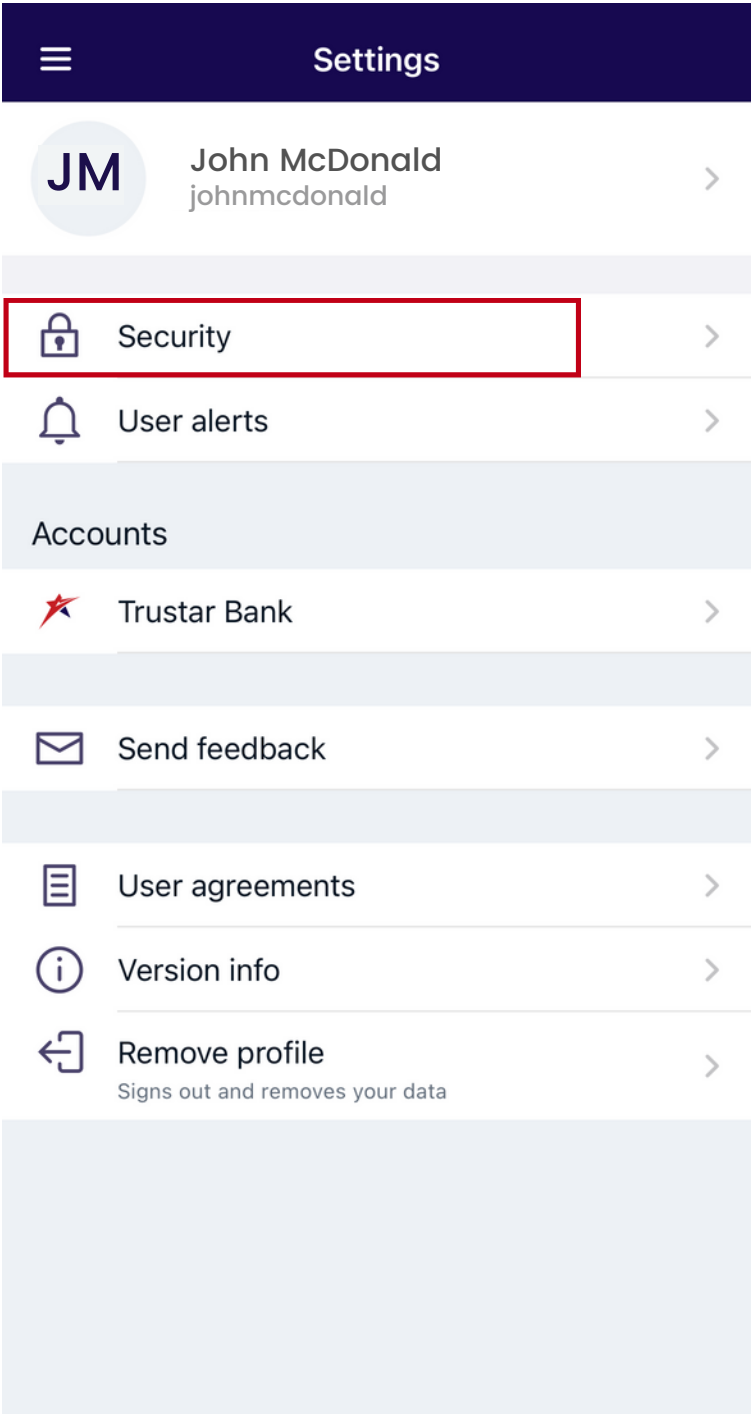 Settings
JM
John McDonald
johnmcdonald
Security
User alerts
Accounts
Trustar Bank
Send feedback
User agreements
Version info
Remove profile
Signs out and removes your data